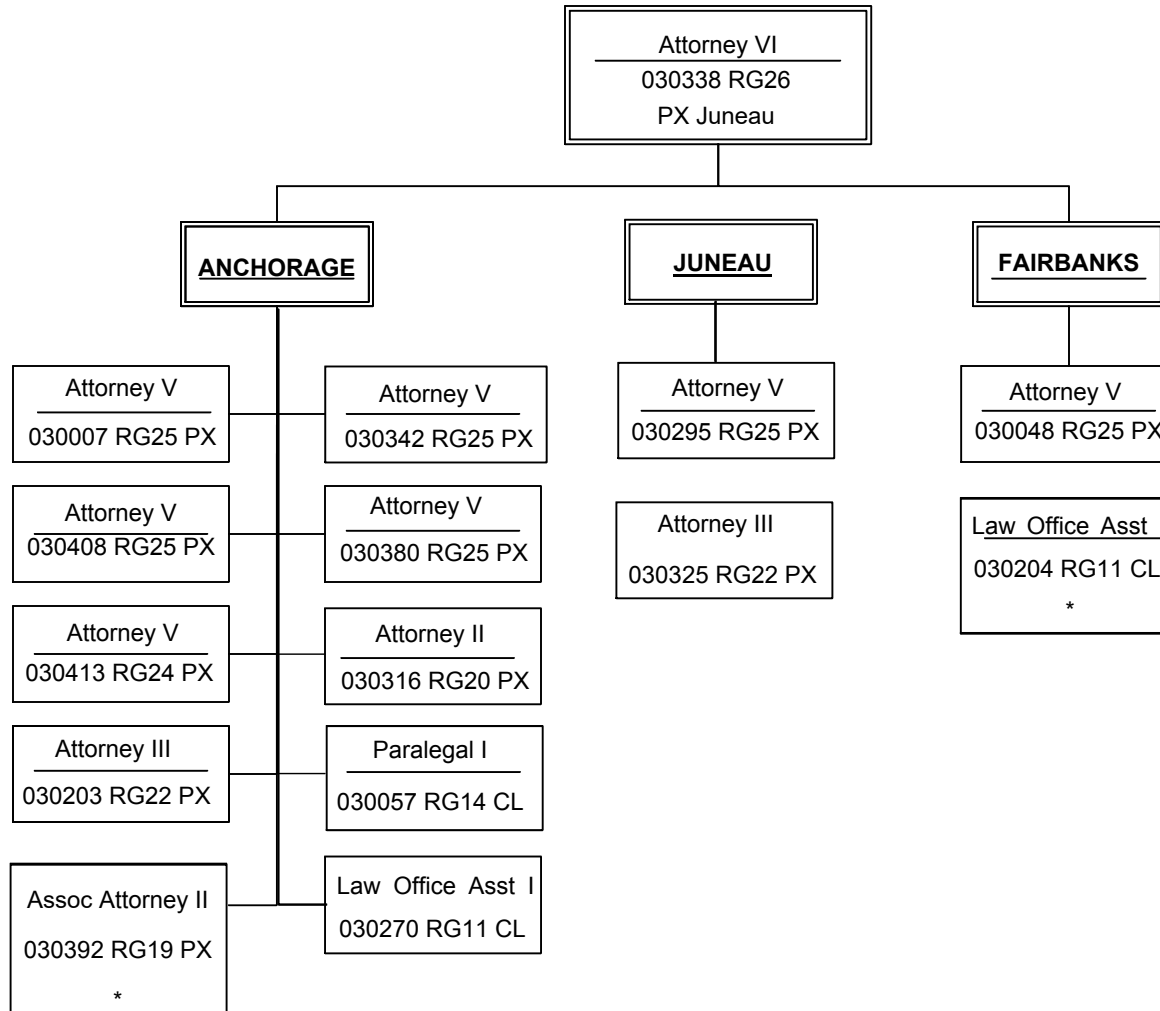 Attorney VI
030338 RG26
PX Juneau
ANCHORAGE
JUNEAU
FAIRBANKS
Attorney V
030007 RG25 PX
Attorney V
030342 RG25 PX
Attorney V
030295 RG25 PX
Attorney V
030048 RG25 PX
Attorney V
030408 RG25 PX
Attorney V
030380 RG25 PX
Attorney III
030325 RG22 PX
Law Office Asst
030204 RG11 CL
*
Attorney V
030413 RG24 PX
Attorney II
030316 RG20 PX
Attorney III
030203 RG22 PX
Paralegal I
030057 RG14 CL
Assoc Attorney II
030392 RG19 PX
*
Law Office Asst I
030270 RG11 CL